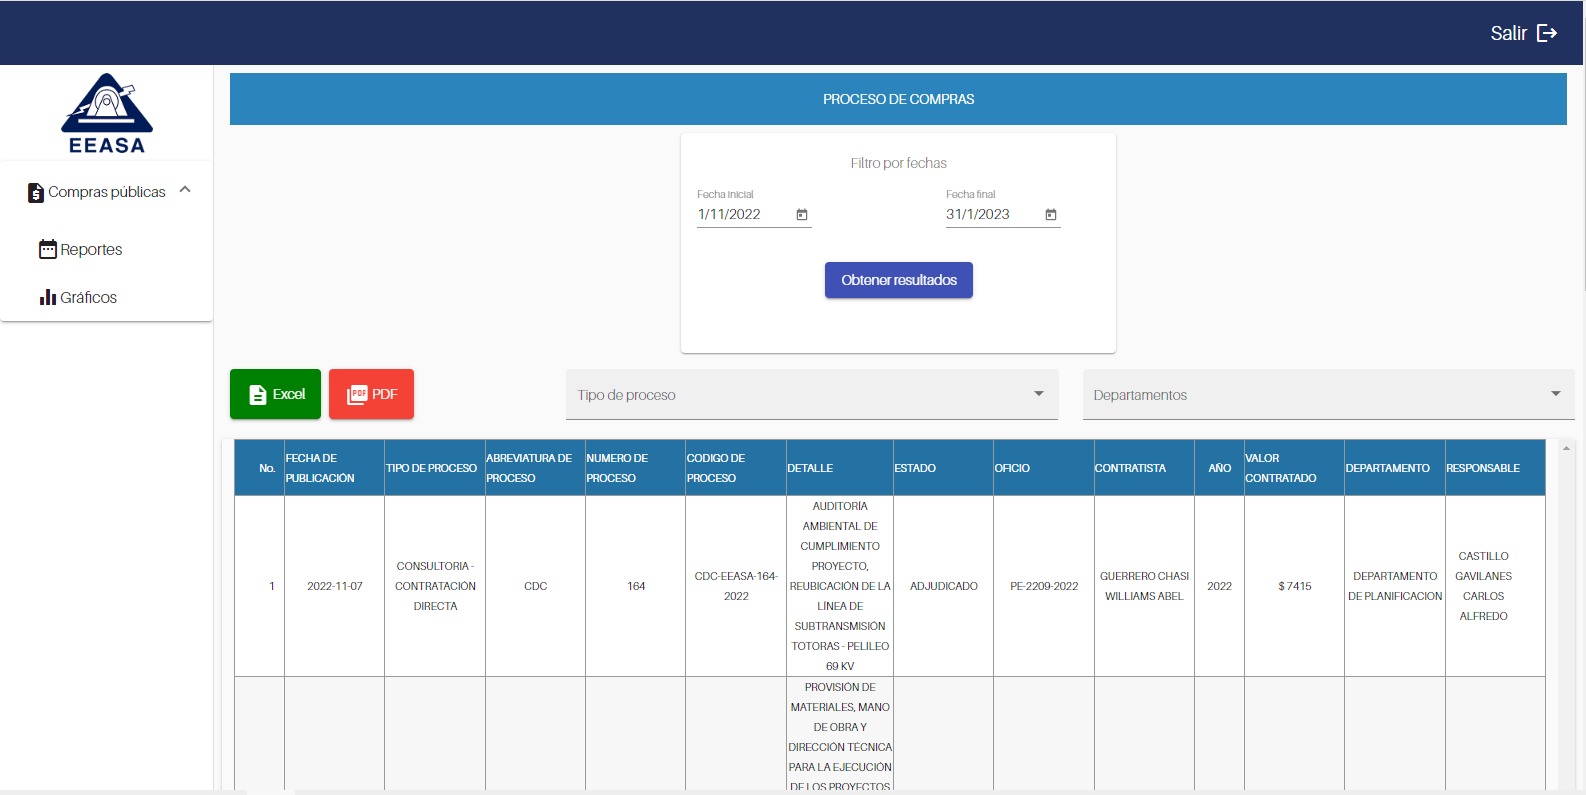 Salir
EEASA
Compras públicas
Reportes
Gráficos
PROCESO DE COMPRAS
Filtro por fechas
Fecha inicial
1/11/2022
Fecha final
31/1/2023
Obtener resultados
Excel
PDF
Tipo de proceso
Departamentos
No.
FECHA DE
PUBLICACIÓN
TIPO DE PROCESO
ABREVIATURA DE
PROCESO
NUMERO DE
PROCESO
CODIGO DE
PROCESO
DETALLE
ESTADO
OFICIO
CONTRATISTA
AÑO
VALOR
CONTRATADO
DEPARTAMENTO
RESPONSABLE
1
2022-11-07
CONSULTORIA -
CONTRATACIÓN
DIRECTA
CDC
164
CDC-EEASA-164-
2022
AUDITORÍA
AMBIENTAL DE
CUMPLIMIENTO
PROYECTO,
REUBICACIÓN DE LA
LÍNEA DE
SUBTRANSMISIÓN
TOTORAS - PELILEO
69 KV
ADJUDICADO
PE-2209-2022
GUERRERO CHASI
WILLIAMS ABEL
2022
$ 7415
DEPARTAMENTO
DE PLANIFICACION
CASTILLO
GAVILANES
CARLOS
ALFREDO
PROVISIÓN DE
MATERIALES, MANO
DE OBRA Y
DIRECCIÓN TÉCNICA
PARA LA EJECUCIÓN
DE LOS PROYECTOS